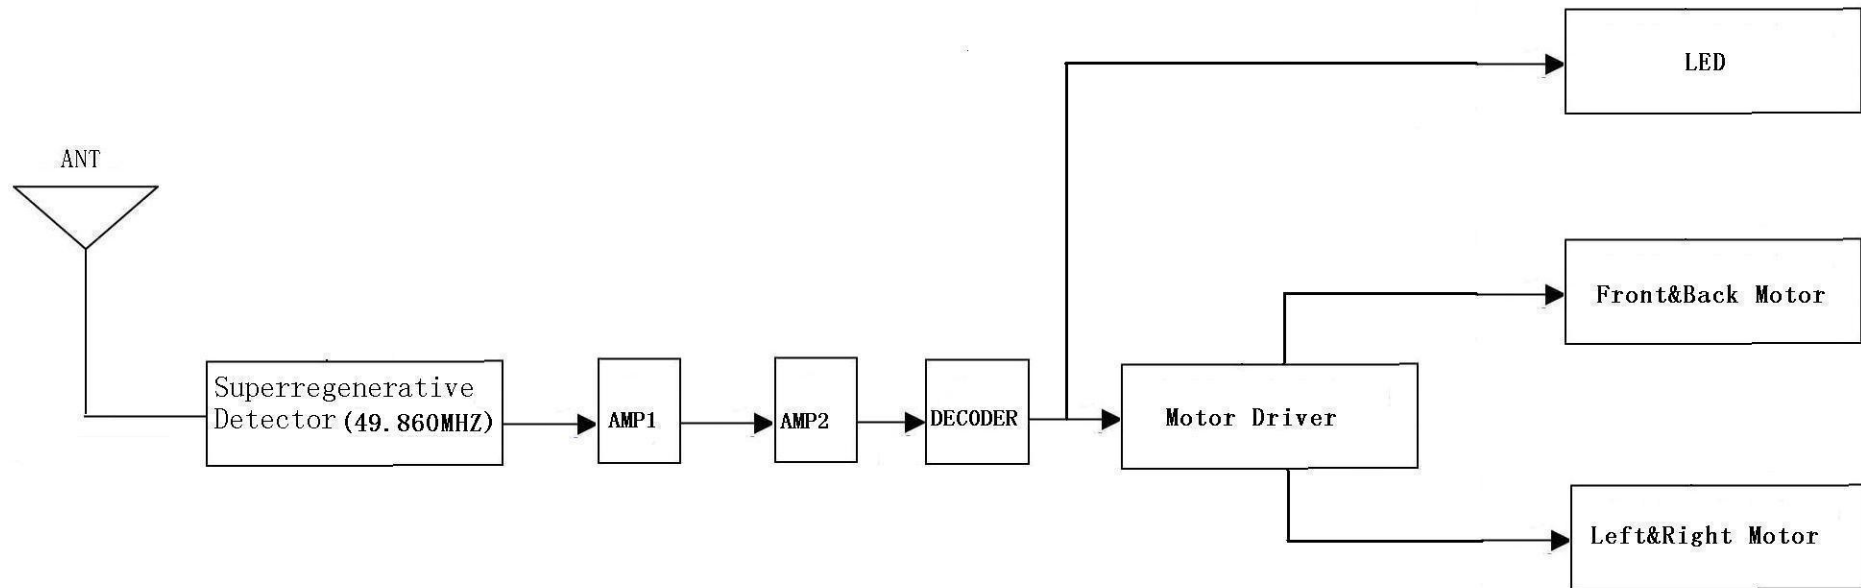 LED
ANT
Front&Back Motor
Superregenerative
Detector(49.860MHZ)
AMP1
AMP2
DECODER
Motor Driver
Left&Right Motor